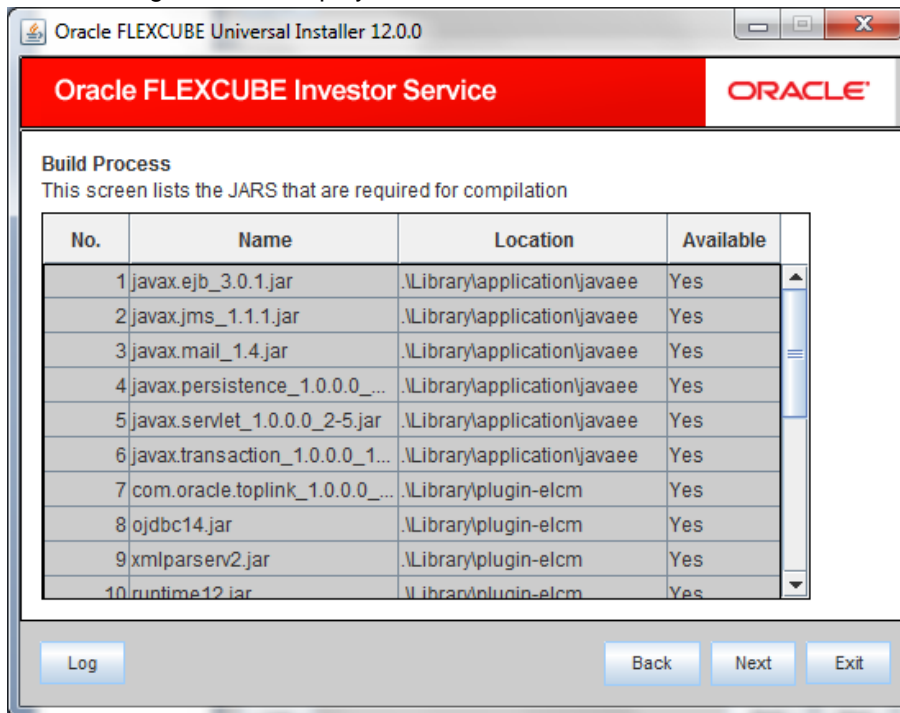 Oracle FLEXCUBE Universal Installer 12.0.0
Oracle FLEXCUBE Investor Service
ORACLE
Build Process
This screen lists the JARS that are required for compilation
No. Name Location Available
1 javax.ejb_3.0.1.jar .\Library\application\javaee Yes
2 javax.jms_1.1.1.jar .\Library\application\javaee Yes
3 javax.mail_1.4.jar .\Library\application\javaee Yes
4 javax.persistence_1.0.0.0_... .\Library\application\javaee Yes
5 javax.servlet_1.0.0.0_2-5.jar .\Library\application\javaee Yes
6 javax.transaction_1.0.0.0_1... .\Library\application\javaee Yes
7 com.oracle.toplink_1.0.0.0_... .\Library\plugin-elcm Yes
8 ojdbc14.jar .\Library\plugin-elcm Yes
9 xmlparserv2.jar .\Library\plugin-elcm Yes
10 runtime12.jar .\Library\plugin-elcm Yes
Log Back Next Exit